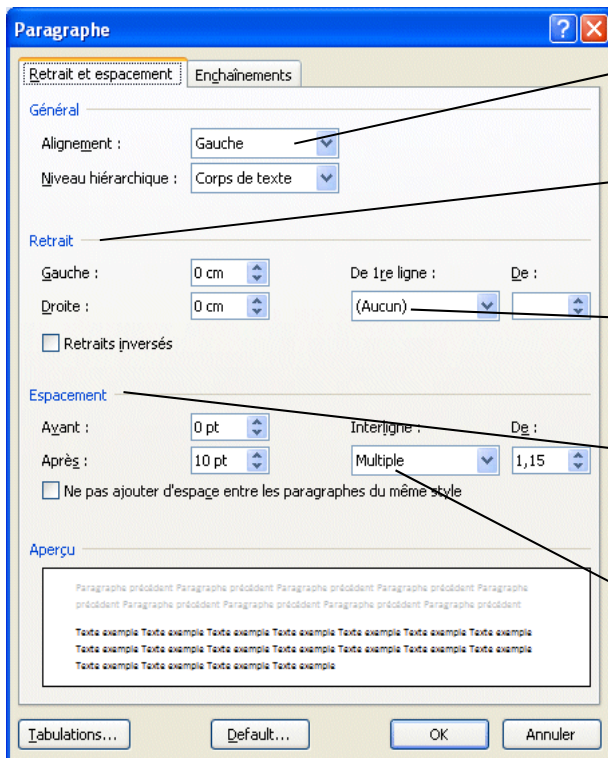 Paragraphe
Retrait et espacement Enchaînements
Général
Alignement : Gauche
Niveau hiérarchique : Corps de texte
Retrait
Gauche : 0 cm De 1re ligne : De :
Droite : 0 cm (Aucun)
Retraits inversés
Espacement
Avant : 0 pt Interligne : De :
Après : 10 pt Multiple 1,15
Ne pas ajouter d'espace entre les paragraphes du même style
Aperçu
Paragraphe précédent Paragraphe précédent Paragraphe précédent Paragraphe précédent Paragraphe
précédent Paragraphe précédent Paragraphe précédent Paragraphe précédent Paragraphe précédent
Texte exemple Texte exemple Texte exemple Texte exemple Texte exemple Texte exemple Texte exemple
Texte exemple Texte exemple Texte exemple Texte exemple Texte exemple Texte exemple Texte exemple
Texte exemple Texte exemple Texte exemple Texte exemple
Tabulations... Default... OK Annuler